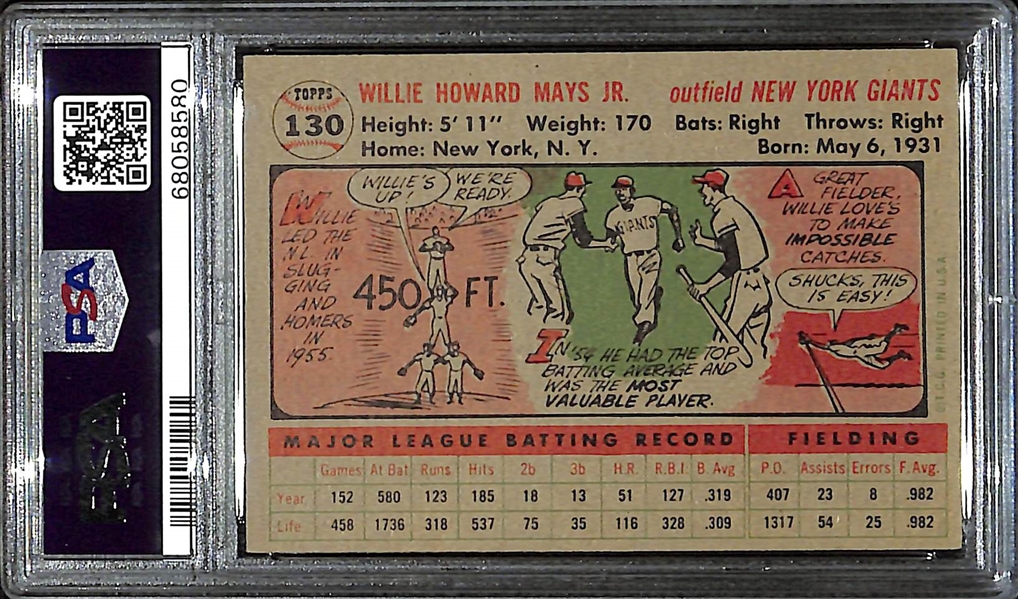 68058580
PSA
PSA
TOPPS
130
WILLIE HOWARD MAYS JR.
outfield NEW YORK GIANTS
Height: 5' 11" Weight: 170 Bats: Right Throws: Right
Home: New York, N. Y.
Born: May 6, 1931
WILLIE
LED THE
N.L. IN
SLUG-
GING
AND
HOMERS
IN
1955.
WILLIE'S
UP!
WE'RE
READY.
450 FT.
GIANTS
IN '54 HE HAD THE TOP
BATTING AVERAGE AND
WAS THE MOST
VALUABLE PLAYER.
A GREAT
FIELDER,
WILLIE LOVE'S
TO MAKE
IMPOSSIBLE
CATCHES.
SHUCKS, THIS
IS EASY!
© T.C.G. PRINTED IN U.S.A.
MAJOR LEAGUE BATTING RECORD FIELDING
Games At Bat Runs Hits 2b 3b H.R. R.B.I. B. Avg P.O. Assists Errors F. Avg.
Year 152 580 123 185 18 13 51 127 .319 407 23 8 .982
Life 458 1736 318 537 75 35 116 328 .309 1317 54 25 .982